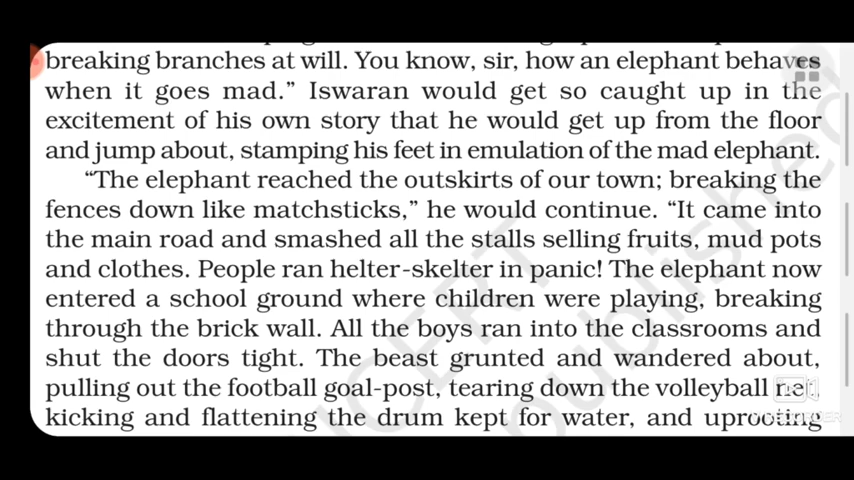 breaking branches at will. You know, sir, how an elephant behaves
when it goes mad.” Iswaran would get so caught up in the
excitement of his own story that he would get up from the floor
and jump about, stamping his feet in emulation of the mad elephant.
“The elephant reached the outskirts of our town; breaking the
fences down like matchsticks,” he would continue. “It came into
the main road and smashed all the stalls selling fruits, mud pots
and clothes. People ran helter-skelter in panic! The elephant now
entered a school ground where children were playing, breaking
through the brick wall. All the boys ran into the classrooms and
shut the doors tight. The beast grunted and wandered about,
pulling out the football goal-post, tearing down the volleyball net,
kicking and flattening the drum kept for water, and uprooting
NCERT
published